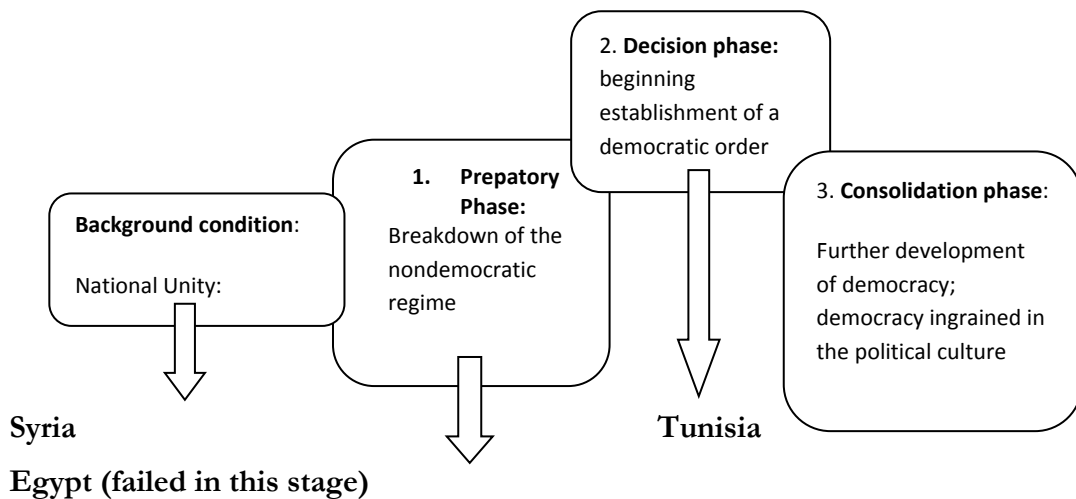 Background condition:
National Unity:
1. Prepatory
Phase:
Breakdown of the
nondemocratic
regime
2. Decision phase:
beginning
establishment of a
democratic order
3. Consolidation phase:
Further development
of democracy;
democracy ingrained in
the political culture
Syria
Tunisia
Egypt (failed in this stage)